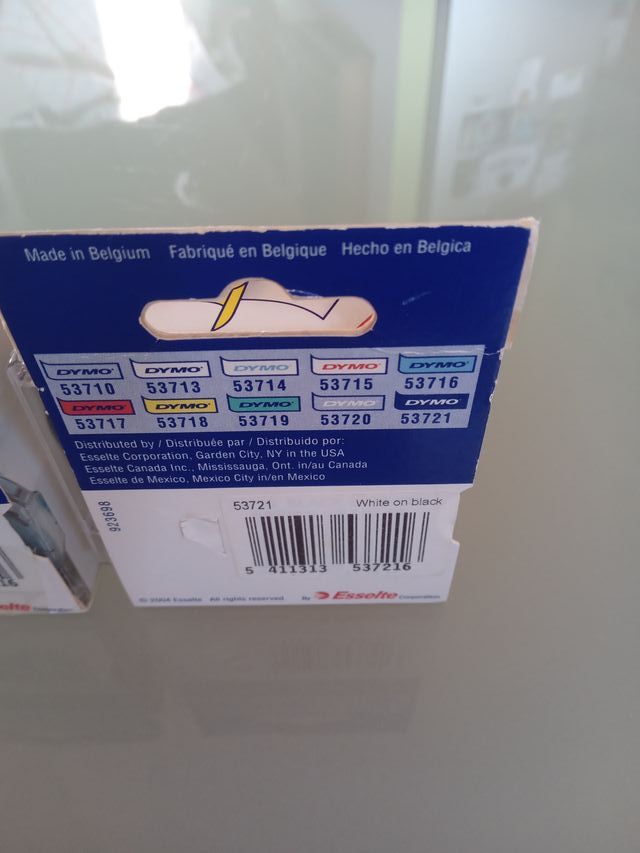 Made in Belgium Fabriqué en Belgique Hecho en Belgica
DYMO DYMO DYMO DYMO DYMO
53710 53713 53714 53715 53716
DYMO DYMO DYMO DYMO DYMO
53717 53718 53719 53720 53721
Distributed by / Distribuée par / Distribuido por:
Esselte Corporation, Garden City, NY in the USA
Esselte Canada Inc., Mississauga, Ont. in/au Canada
Esselte de Mexico, Mexico City in/en Mexico
923698
53721 White on black
5 411313 537216
© 2004 Esselte All rights reserved. By Esselte Corporation
16